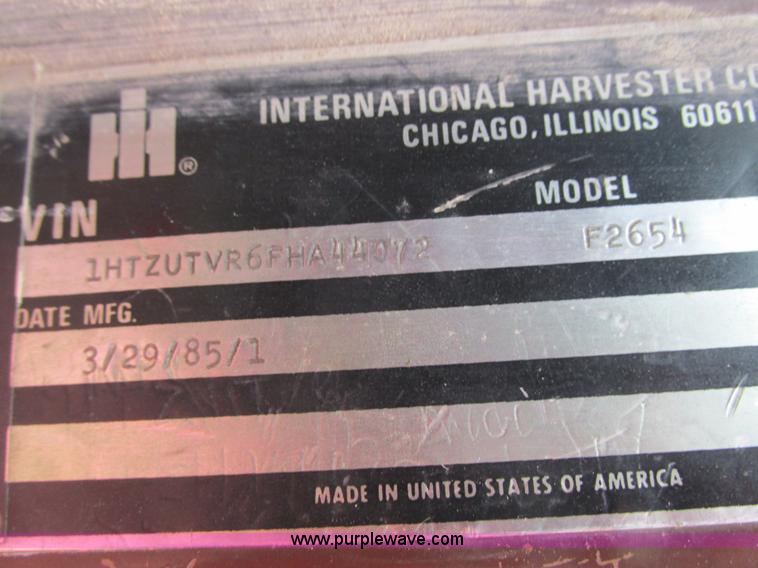 INTERNATIONAL HARVESTER CO
CHICAGO, ILLINOIS 60611
IH ®
VIN
MODEL
1HTZUTVR6FHA44072
F2654
DATE MFG.
3/29/85/1
MADE IN UNITED STATES OF AMERICA
www.purplewave.com